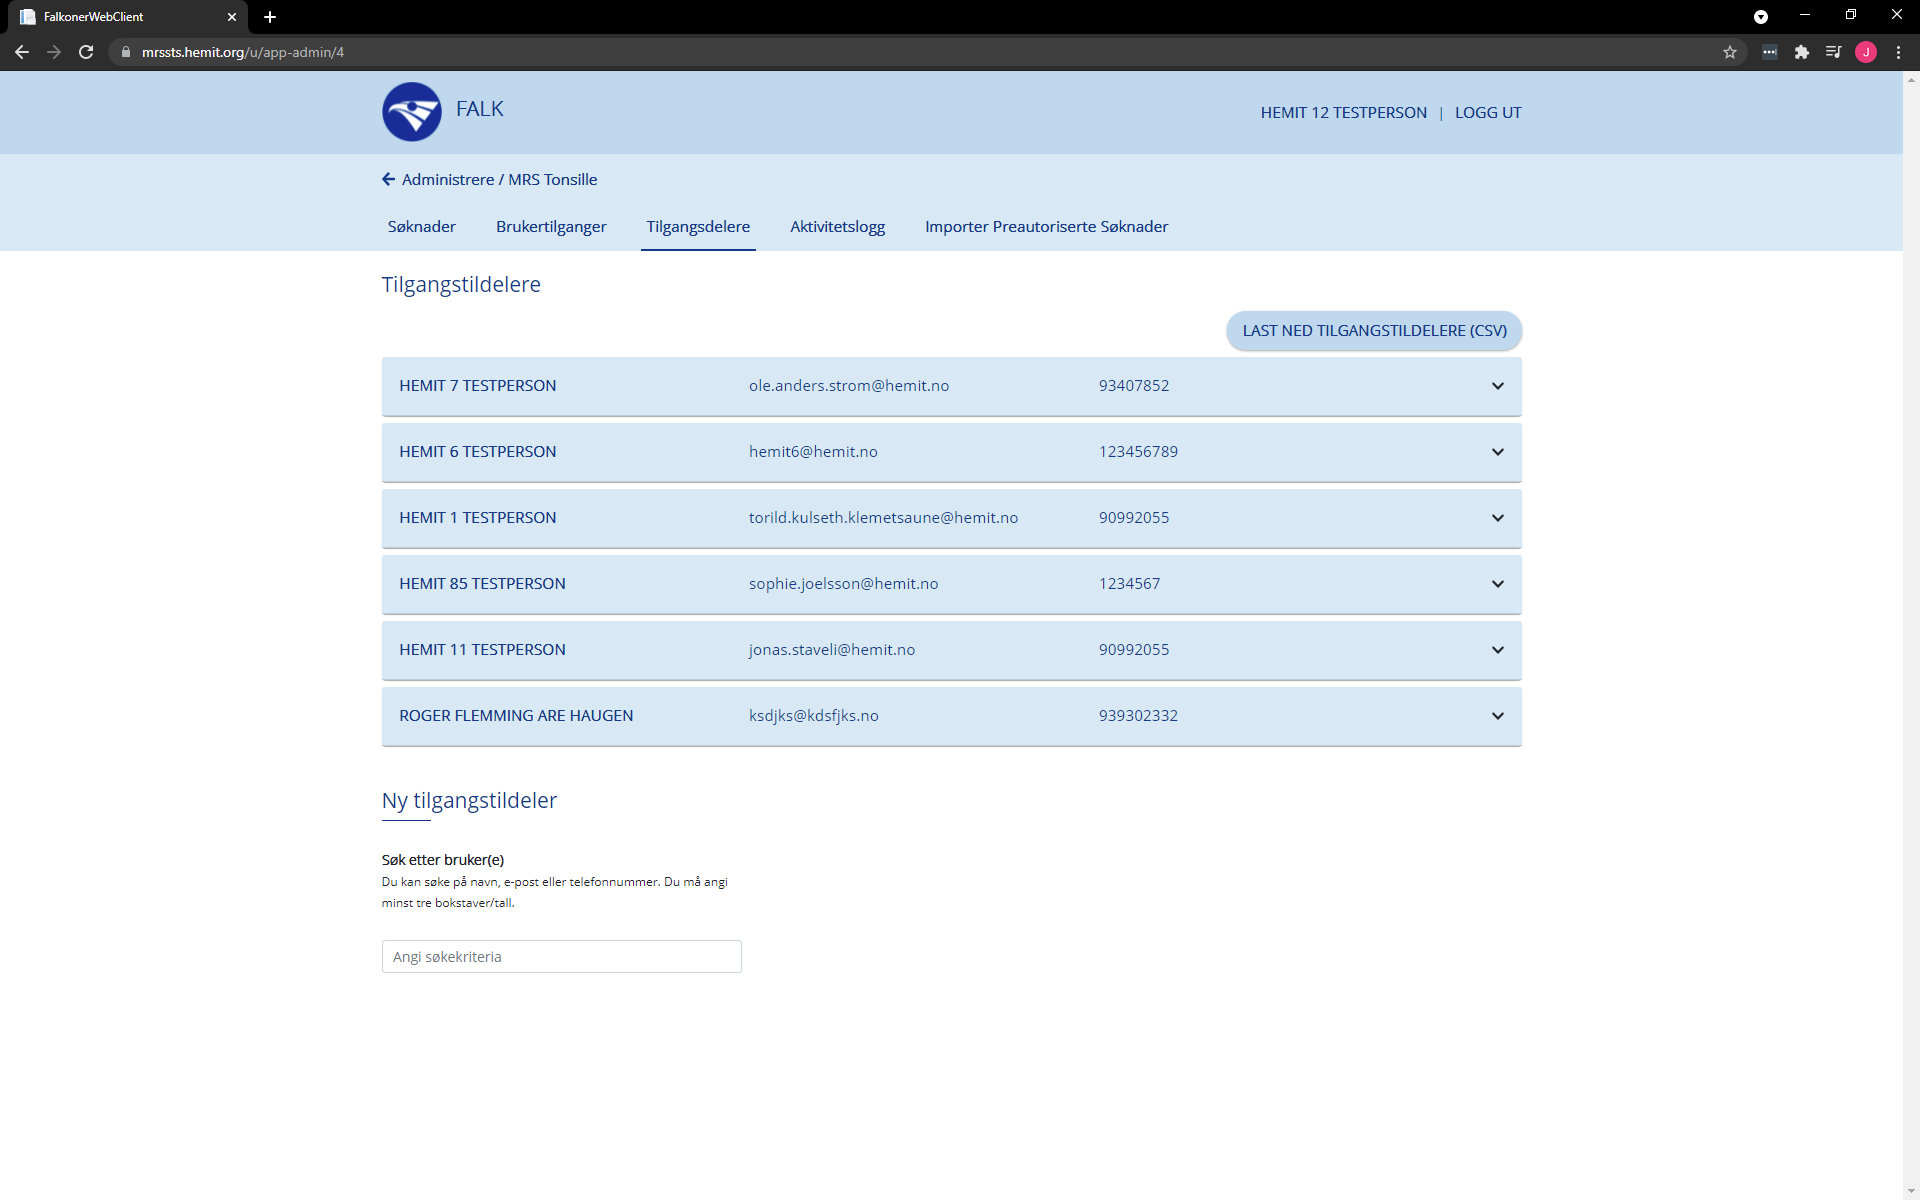 FalkonerWebClient
mrssts.hemit.org/u/app-admin/4
J
FALK
HEMIT 12 TESTPERSON | LOGG UT
Administrere / MRS Tonsille
Søknader Brukertilganger Tilgangsdelere Aktivitetslogg Importer Preautoriserte Søknader
Tilgangstildelere
LAST NED TILGANGSTILDELERE (CSV)
HEMIT 7 TESTPERSON ole.anders.strom@hemit.no 93407852
HEMIT 6 TESTPERSON hemit6@hemit.no 123456789
HEMIT 1 TESTPERSON torild.kulseth.klemetsaune@hemit.no 90992055
HEMIT 85 TESTPERSON sophie.joelsson@hemit.no 1234567
HEMIT 11 TESTPERSON jonas.staveli@hemit.no 90992055
ROGER FLEMMING ARE HAUGEN ksdjks@kdsfjks.no 939302332
Ny tilgangstildeler
Søk etter bruker(e)
Du kan søke på navn, e-post eller telefonnummer. Du må angi
minst tre bokstaver/tall.
Angi søkekriteria